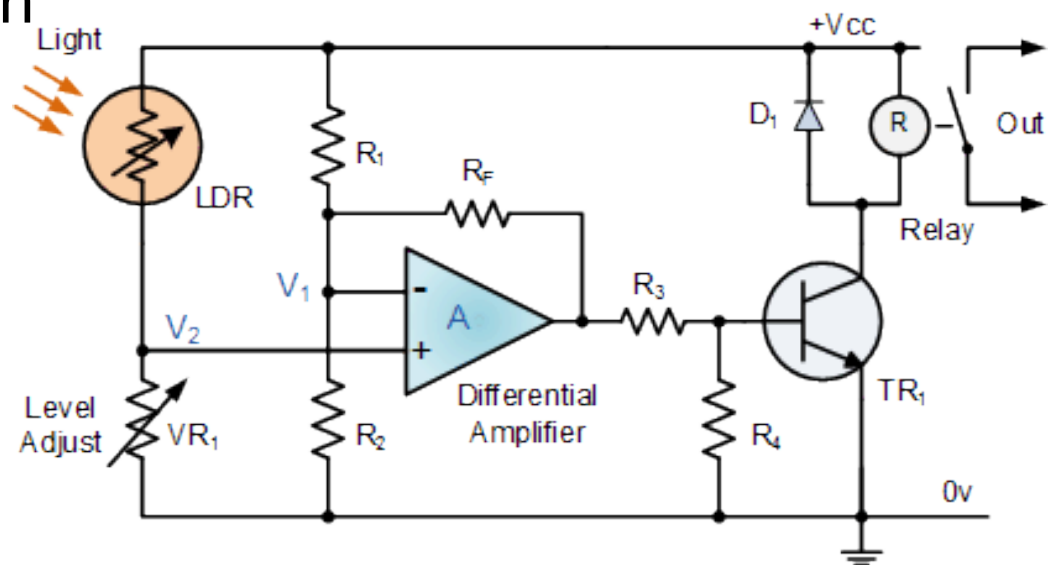 n
Light
+Vcc
D₁
R
Out
R₁
R_F
LDR
Relay
V₁
-
A
R₃
V₂
+
Level
Adjust
VR₁
R₂
Differential
Amplifier
R₄
TR₁
0v